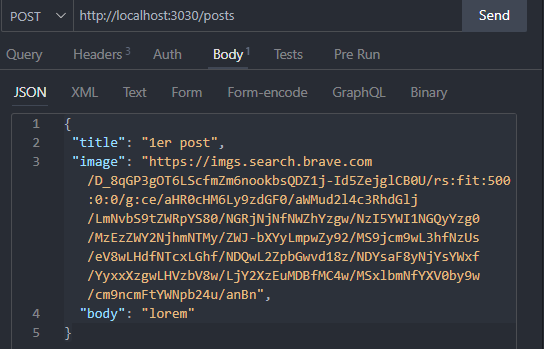 POST http://localhost:3030/posts Send
Query Headers 3 Auth Body 1 Tests Pre Run
JSON XML Text Form Form-encode GraphQL Binary
1 {
2 "title": "1er post",
3 "image": "https://imgs.search.brave.com
/D_8qGP3gOT6LScfmZm6nookbsQDZ1j-Id5ZejglCB0U/rs:fit:500
:0:0/g:ce/aHR0cHM6Ly9zdGF0/aWMud2l4c3RhdGlj
/LmNvbS9tZWRpYS80/NGRjNjNfNWZhYzgw/NzI5YWI1NGQyYzg0
/MzEzZWY2NjhmNTMy/ZWJ-bXYyLmpwZy92/MS9jcm9wL3hfNzUs
/eV8wLHdfNTcxLGhf/NDQwL2ZpbGwvd18z/NDYsaF8yNjYsYWxf
/YyxxXzgwLHVzbV8w/LjY2XzEuMDBfMC4w/MSxlbmNfYXV0by9w
/cm9ncmFtYWNpb24u/anBn",
4 "body": "lorem"
5 }